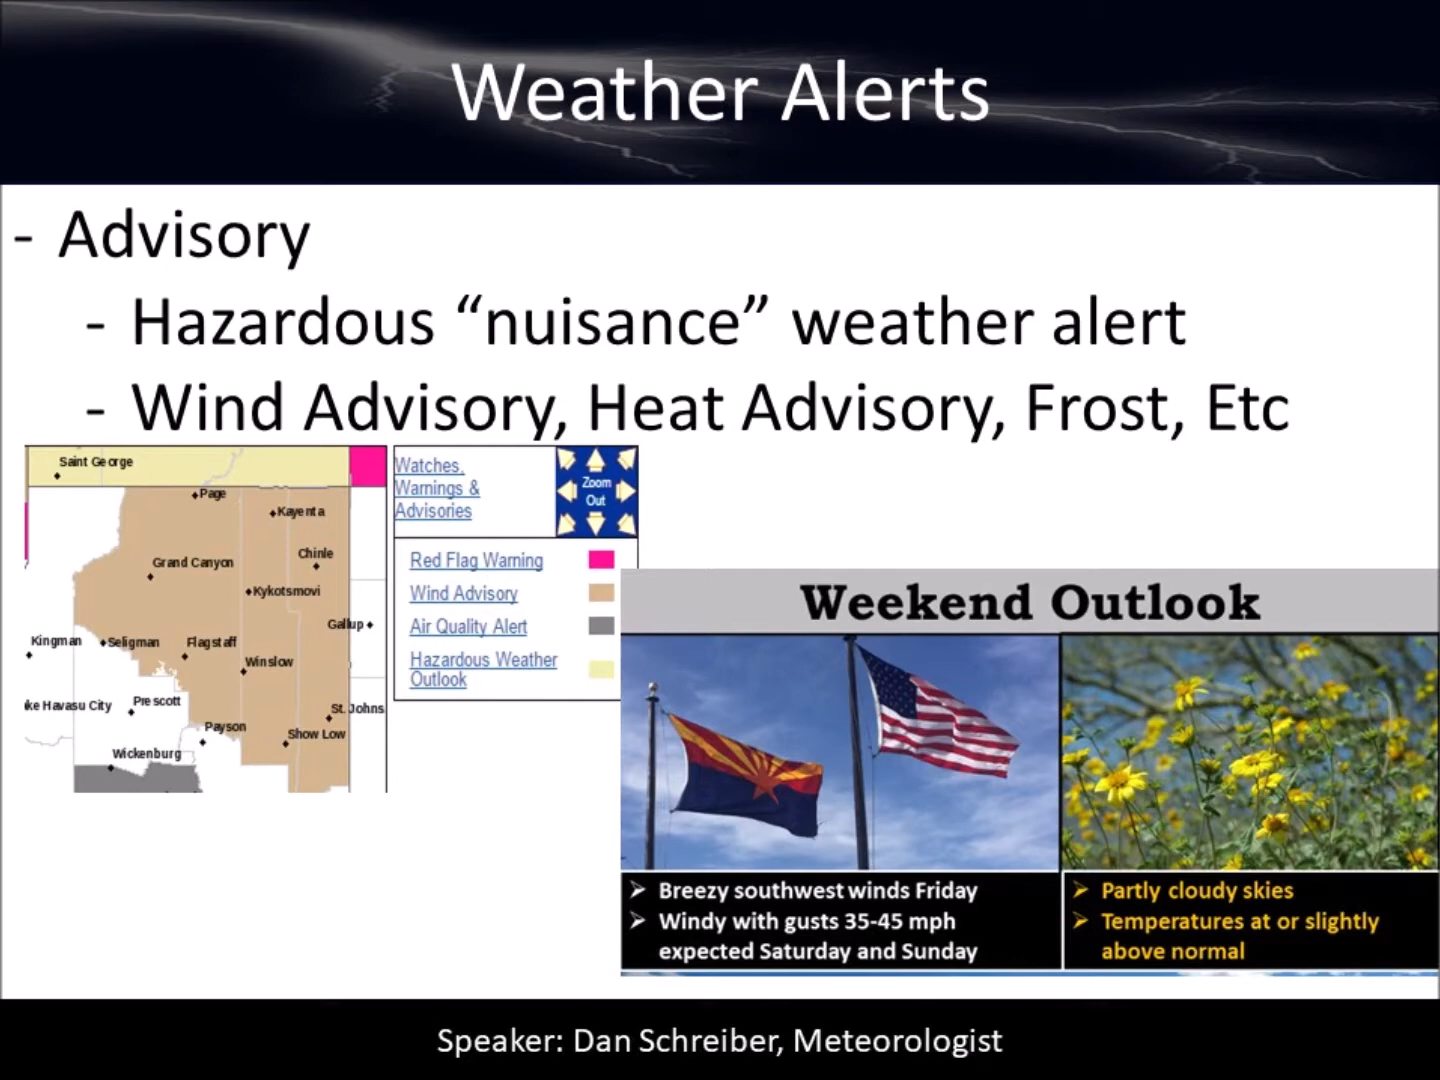 Weather Alerts
- Advisory
- Hazardous “nuisance” weather alert
- Wind Advisory, Heat Advisory, Frost, Etc
Saint George
Page
Kayenta
Chinle
Grand Canyon
Kykotsmovi
Gallup
Kingman
Seligman
Flagstaff
Winslow
ke Havasu City
Prescott
St. Johns
Payson
Show Low
Wickenburg
Watches,
Warnings &
Advisories
Zoom
Out
Red Flag Warning
Wind Advisory
Air Quality Alert
Hazardous Weather
Outlook
Weekend Outlook
➢ Breezy southwest winds Friday
➢ Windy with gusts 35-45 mph
expected Saturday and Sunday
➢ Partly cloudy skies
➢ Temperatures at or slightly
above normal
Speaker: Dan Schreiber, Meteorologist